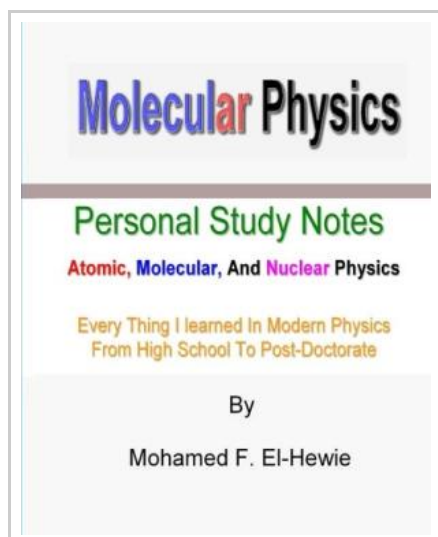 Molecular Physics
Personal Study Notes
Atomic, Molecular, And Nuclear Physics
Every Thing I learned In Modern Physics
From High School To Post-Doctorate
By
Mohamed F. El-Hewie